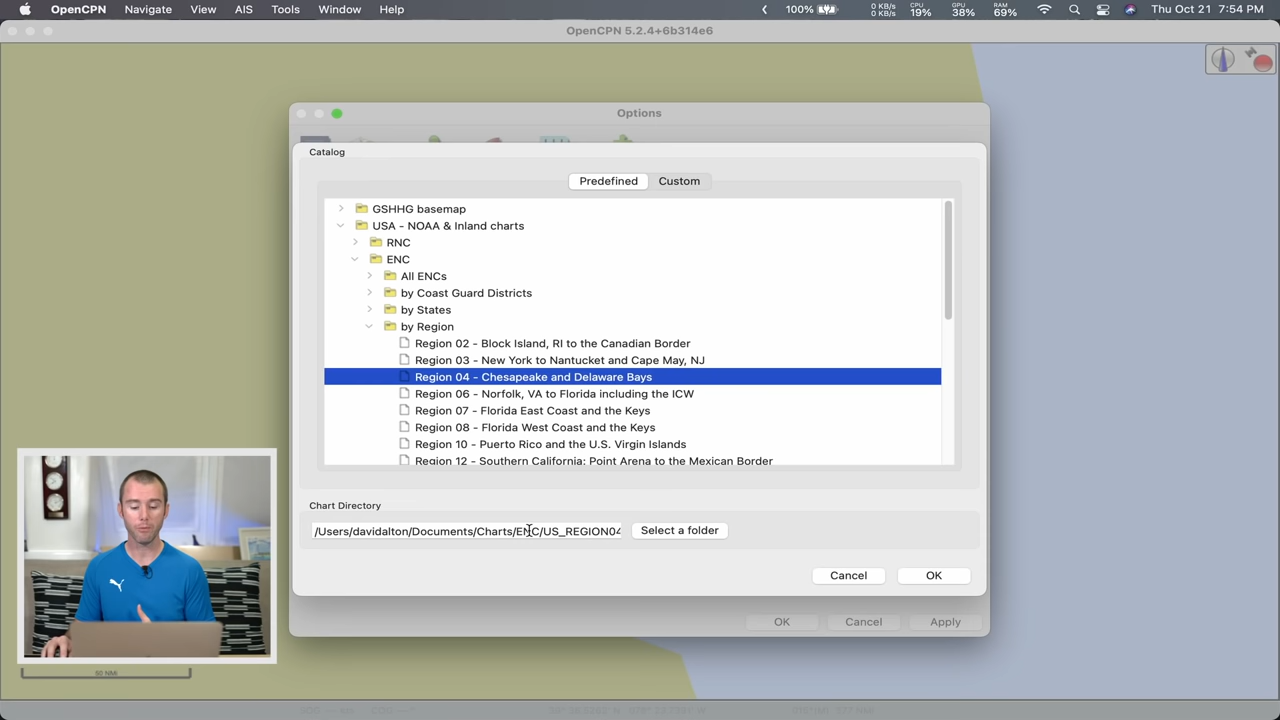 OpenCPN Navigate View AIS Tools Window Help 100% 0 KB/s 0 KB/s CPU 19% GPU 38% RAM 69% Thu Oct 21 7:54 PM
OpenCPN 5.2.4+6b314e6
Options
Catalog
Predefined Custom
GSHHG basemap
USA - NOAA & Inland charts
RNC
ENC
All ENCs
by Coast Guard Districts
by States
by Region
Region 02 - Block Island, RI to the Canadian Border
Region 03 - New York to Nantucket and Cape May, NJ
Region 04 - Chesapeake and Delaware Bays
Region 06 - Norfolk, VA to Florida including the ICW
Region 07 - Florida East Coast and the Keys
Region 08 - Florida West Coast and the Keys
Region 10 - Puerto Rico and the U.S. Virgin Islands
Region 12 - Southern California: Point Arena to the Mexican Border
Chart Directory
/Users/davidalton/Documents/Charts/ENC/US_REGION04 Select a folder
Cancel OK
OK Cancel Apply
50 NMi